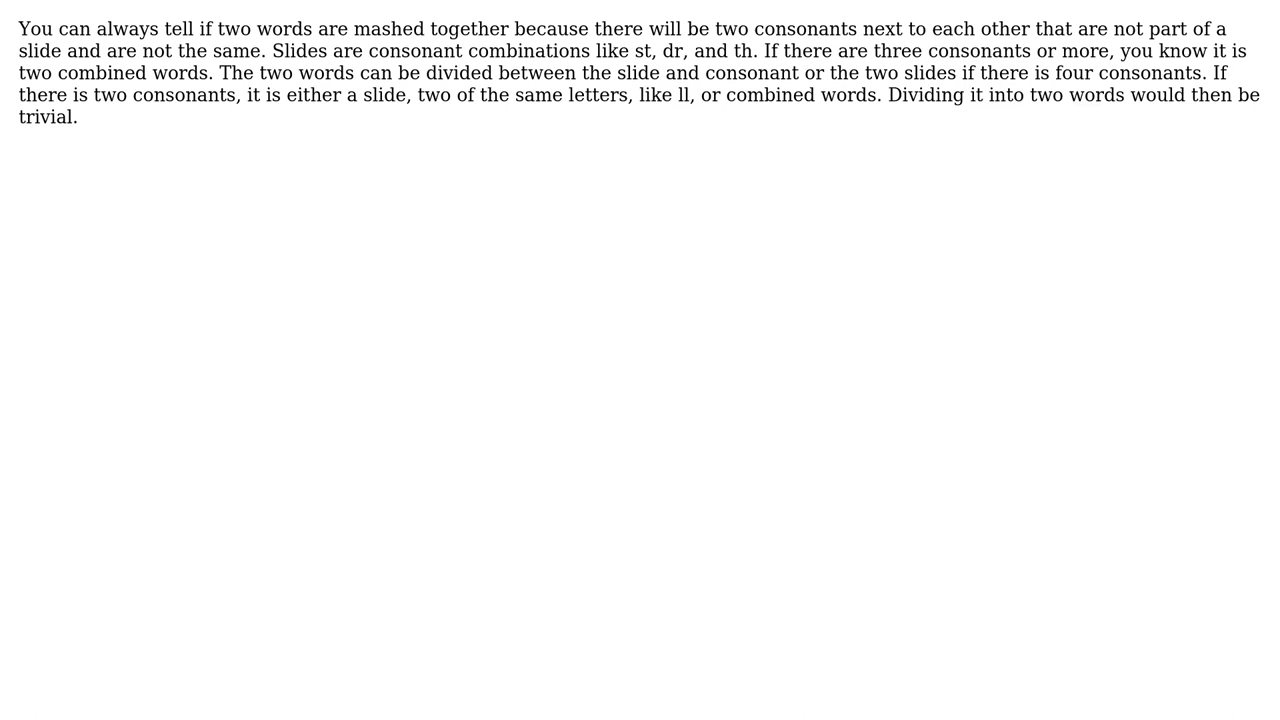 You can always tell if two words are mashed together because there will be two consonants next to each other that are not part of a
slide and are not the same. Slides are consonant combinations like st, dr, and th. If there are three consonants or more, you know it is
two combined words. The two words can be divided between the slide and consonant or the two slides if there is four consonants. If
there is two consonants, it is either a slide, two of the same letters, like ll, or combined words. Dividing it into two words would then be
trivial.